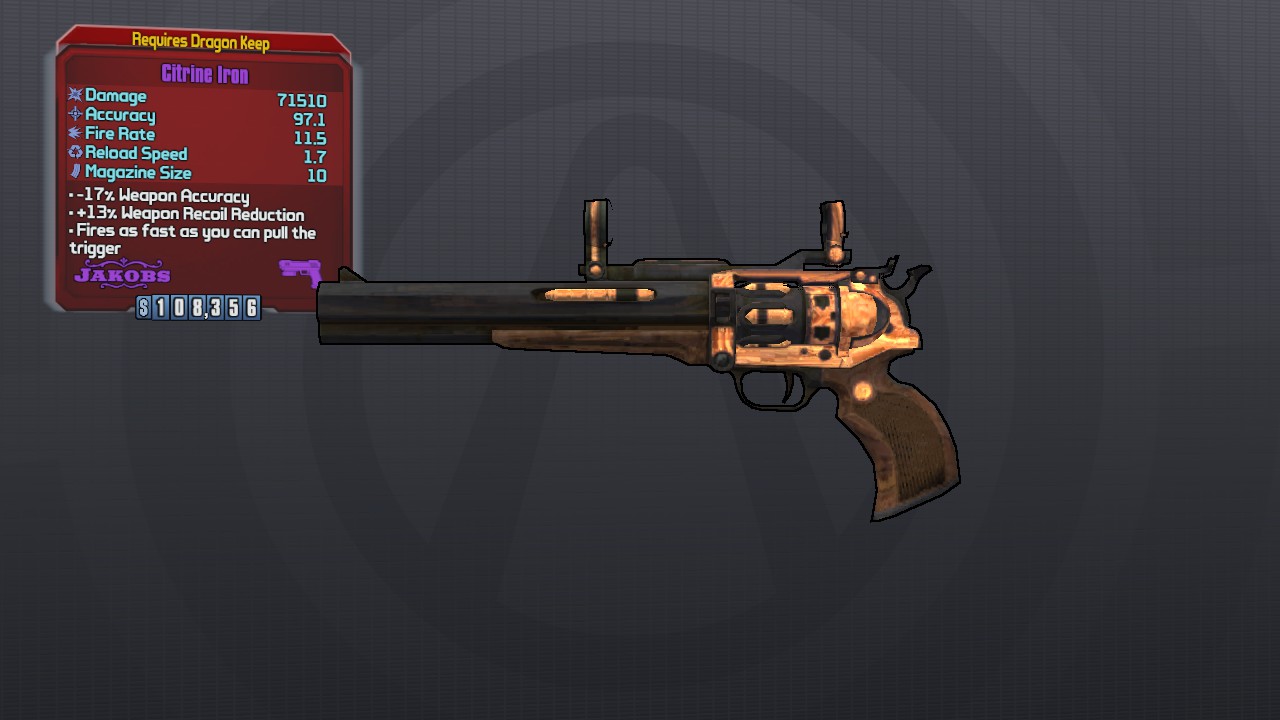 Requires Dragon Keep
Citrine Iron
Damage 71510
Accuracy 97.1
Fire Rate 11.5
Reload Speed 1.7
Magazine Size 10
• -17% Weapon Accuracy
• +13% Weapon Recoil Reduction
• Fires as fast as you can pull the
trigger
JAKOBS
$108,356